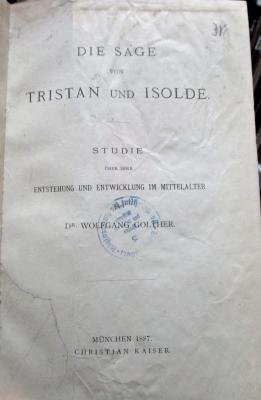 DIE SAGE
VON
TRISTAN UND ISOLDE.
STUDIE
ÜBER IHRE
ENTSTEHUNG UND ENTWICKLUNG IM MITTELALTER
DR. WOLFGANG GOLTHER.
MÜNCHEN 1887.
CHRISTIAN KAISER.